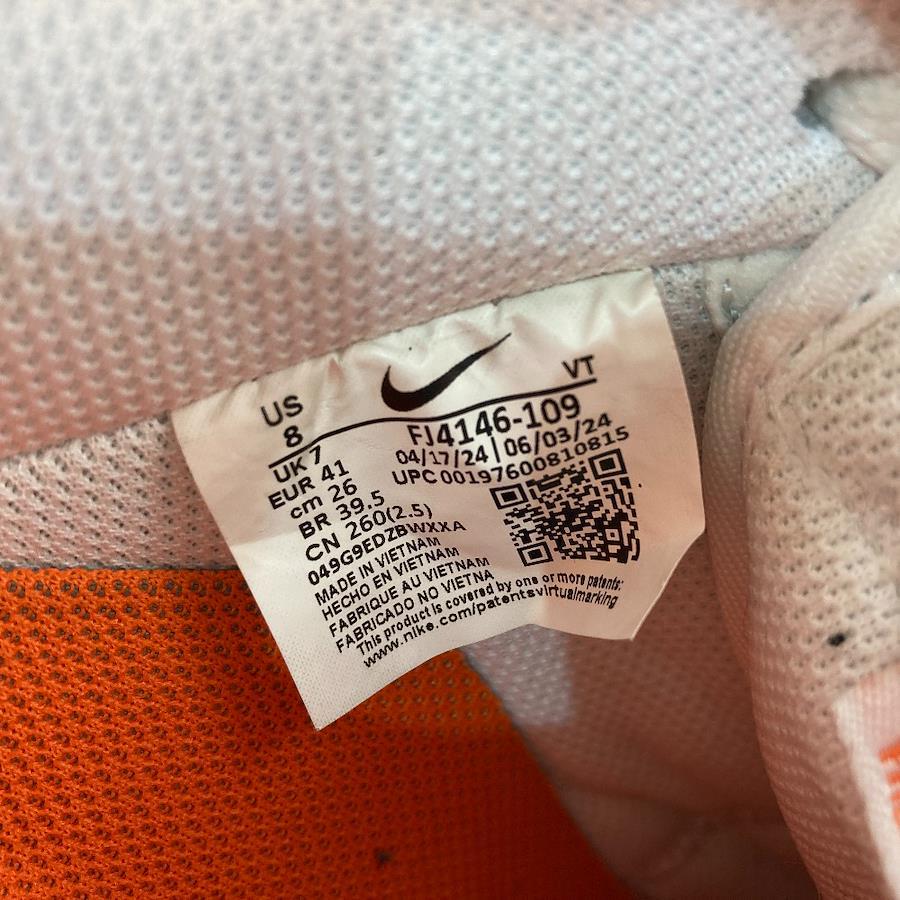 US
8
VT
UK 7
EUR 41
cm 26
BR 39.5
CN 260(2.5)
FJ4146-109
04/17/24 | 06/03/24
UPC 00197600810815
049G9EDZBWXXA
MADE IN VIETNAM
HECHO EN VIETNAM
FABRIQUE AU VIETNAM
FABRICADO NO VIETNA
This product is covered by one or more patents:
www.nike.com/patentsvirtualmarking